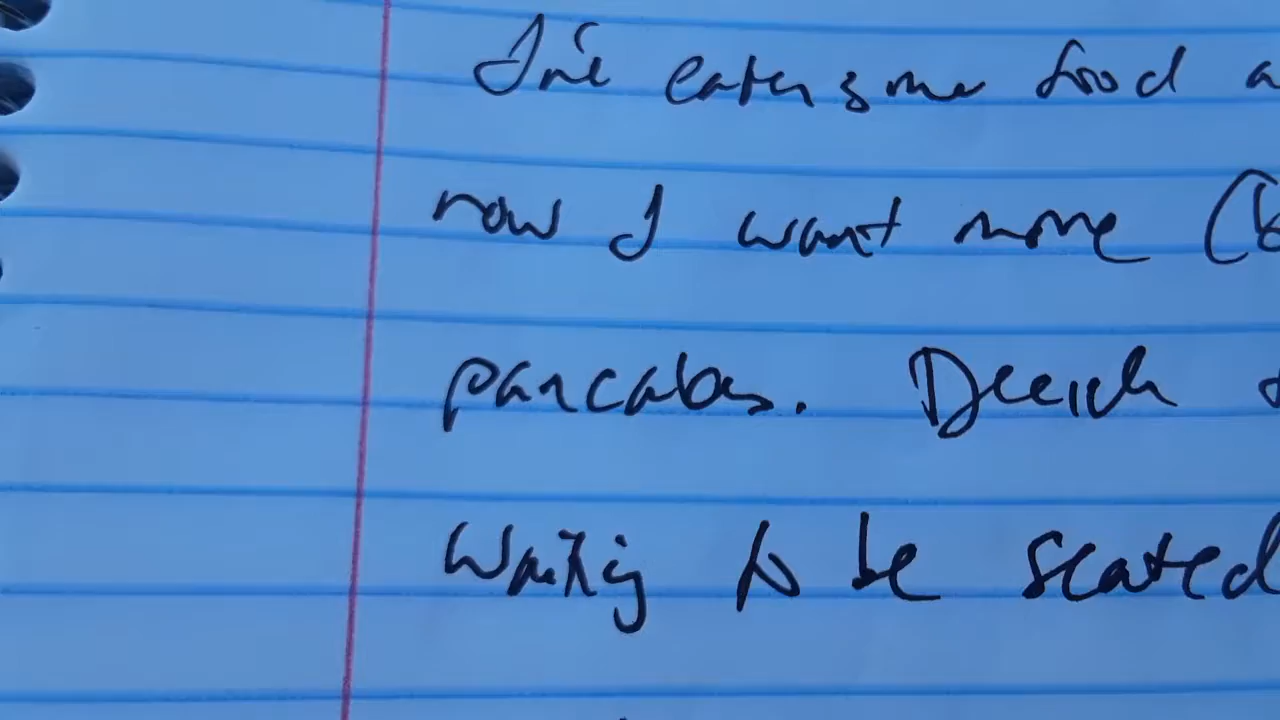 I've eaten some food a
now I want more (
pancakes.
waiting to be seated